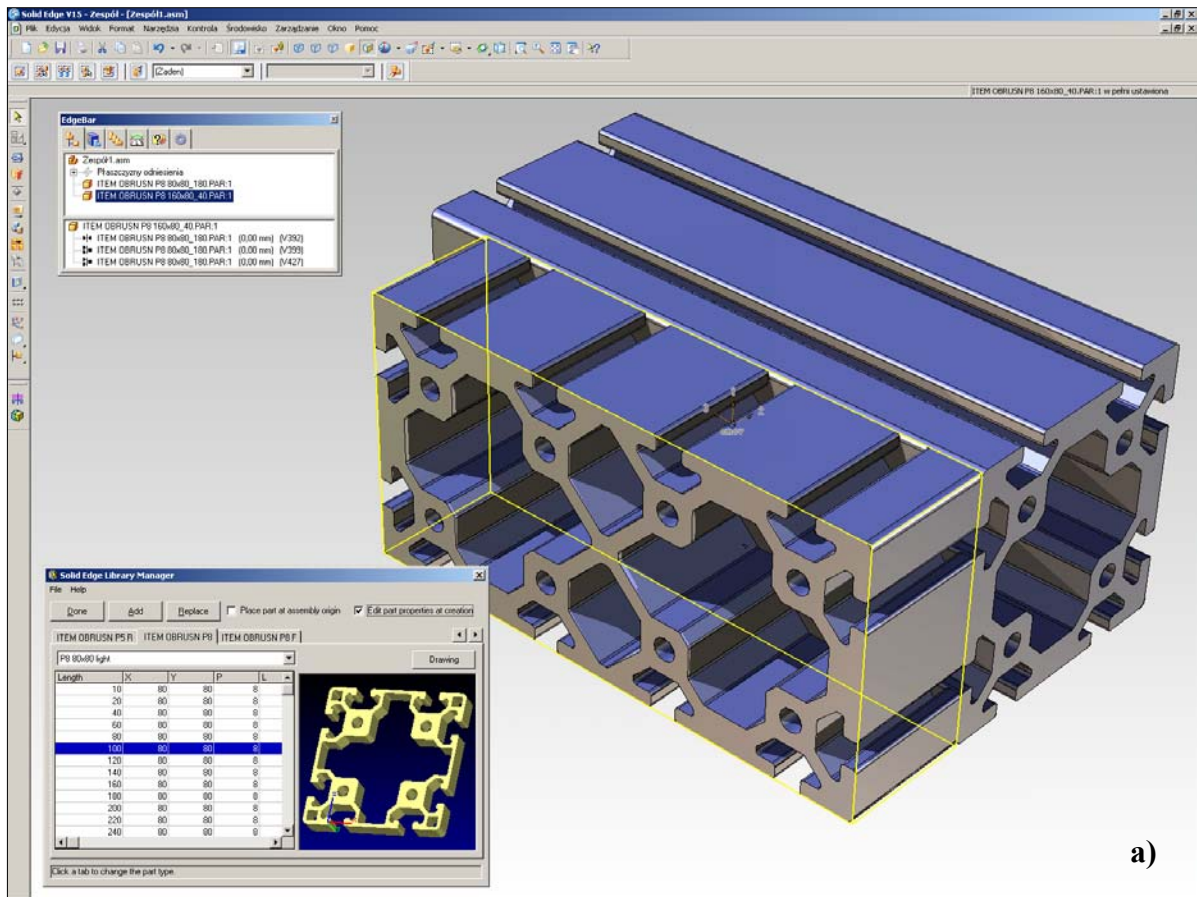 Solid Edge V15 - Zespół - [Zespół1.asm]
Plik Edycja Widok Format Narzędzia Kontrola Środowisko Zarządzanie Okno Pomoc
(Żaden)
ITEM OBRUSN P8 160x80_40.PAR:1 w pełni ustawiona
EdgeBar
Zespół1.asm
Płaszczyzny odniesienia
ITEM OBRUSN P8 80x80_180.PAR:1
ITEM OBRUSN P8 160x80_40.PAR:1
ITEM OBRUSN P8 160x80_40.PAR:1
ITEM OBRUSN P8 80x80_180.PAR:1 (0,00 mm) (V392)
ITEM OBRUSN P8 80x80_180.PAR:1 (0,00 mm) (V399)
ITEM OBRUSN P8 80x80_180.PAR:1 (0,00 mm) (V427)
Solid Edge Library Manager
File Help
Done Add Replace Place part at assembly origin Edit part properties at creation
ITEM OBRUSN P5 R ITEM OBRUSN P8 ITEM OBRUSN P8 F
P8 80x80 light Drawing
Length X Y P L
10 80 80 8
20 80 80 8
40 80 80 8
60 80 80 8
80 80 80 8
100 80 80 8
120 80 80 8
140 80 80 8
160 80 80 8
180 80 80 8
200 80 80 8
220 80 80 8
240 80 80 8
Click a tab to change the part type.
a)